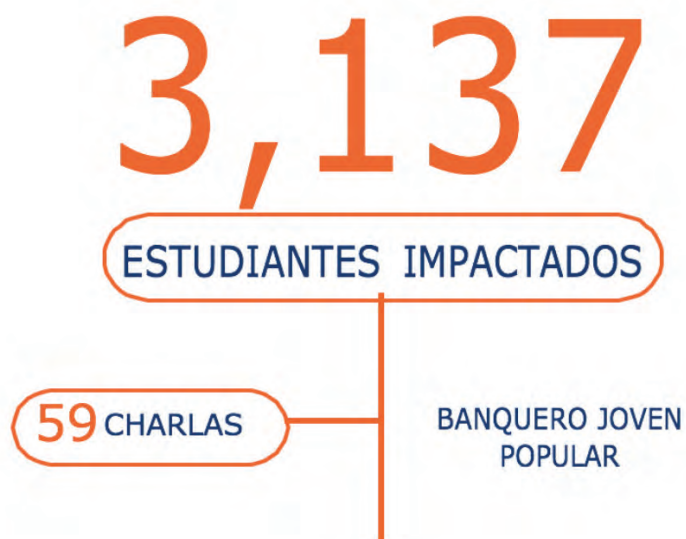 3,137
ESTUDIANTES IMPACTADOS
59 CHARLAS
BANQUERO JOVEN
POPULAR